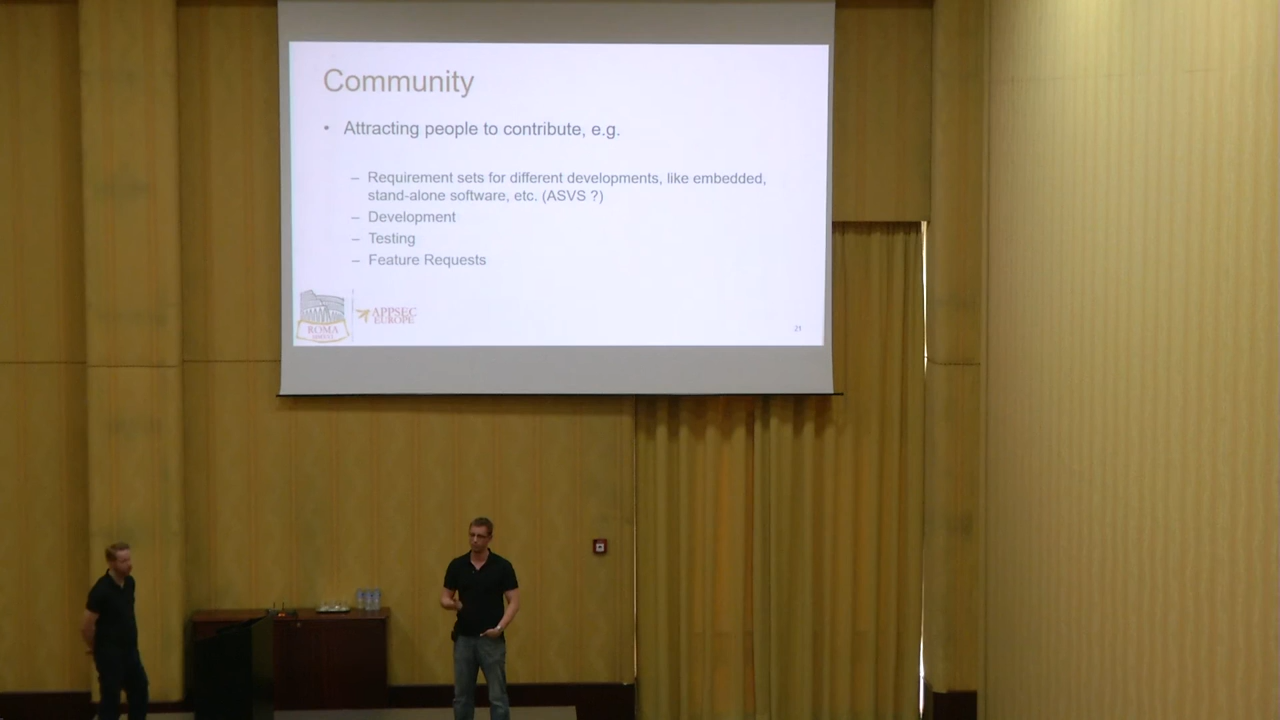 Community
• Attracting people to contribute, e.g.
– Requirement sets for different developments, like embedded,
stand-alone software, etc. (ASVS ?)
– Development
– Testing
– Feature Requests
ROMA
APPSEC
EUROPE
21